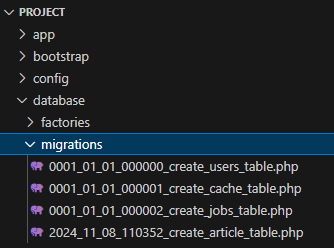 PROJECT
app
bootstrap
config
database
factories
migrations
0001_01_01_000000_create_users_table.php
0001_01_01_000001_create_cache_table.php
0001_01_01_000002_create_jobs_table.php
2024_11_08_110352_create_article_table.php